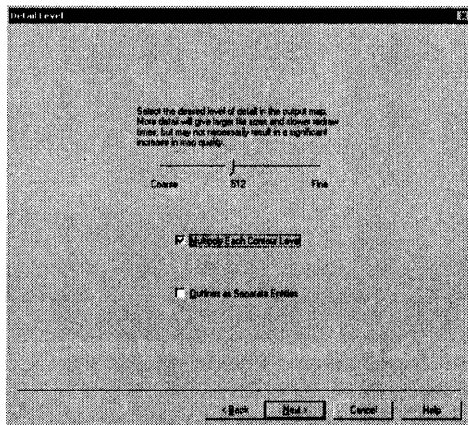 Detail Level
Select the desired level of detail in the output map.
More detail will give larger file sizes and slower redraw
times, but may not necessarily result in a significant
increase in map quality.
Coarse 512 Fine
Multipoly Each Contour Level
Outlines as Separate Entities
< Back Next > Cancel Help